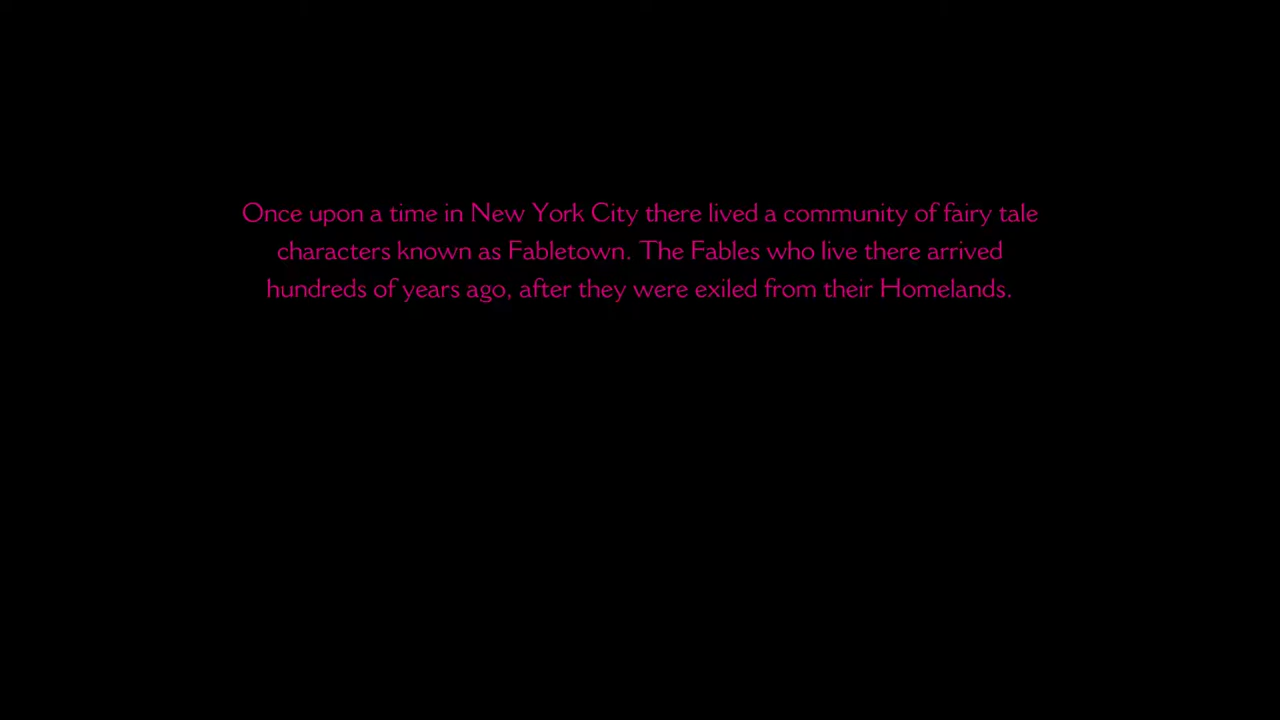 Once upon a time in New York City there lived a community of fairy tale
characters known as Fabletown. The Fables who live there arrived
hundreds of years ago, after they were exiled from their Homelands.